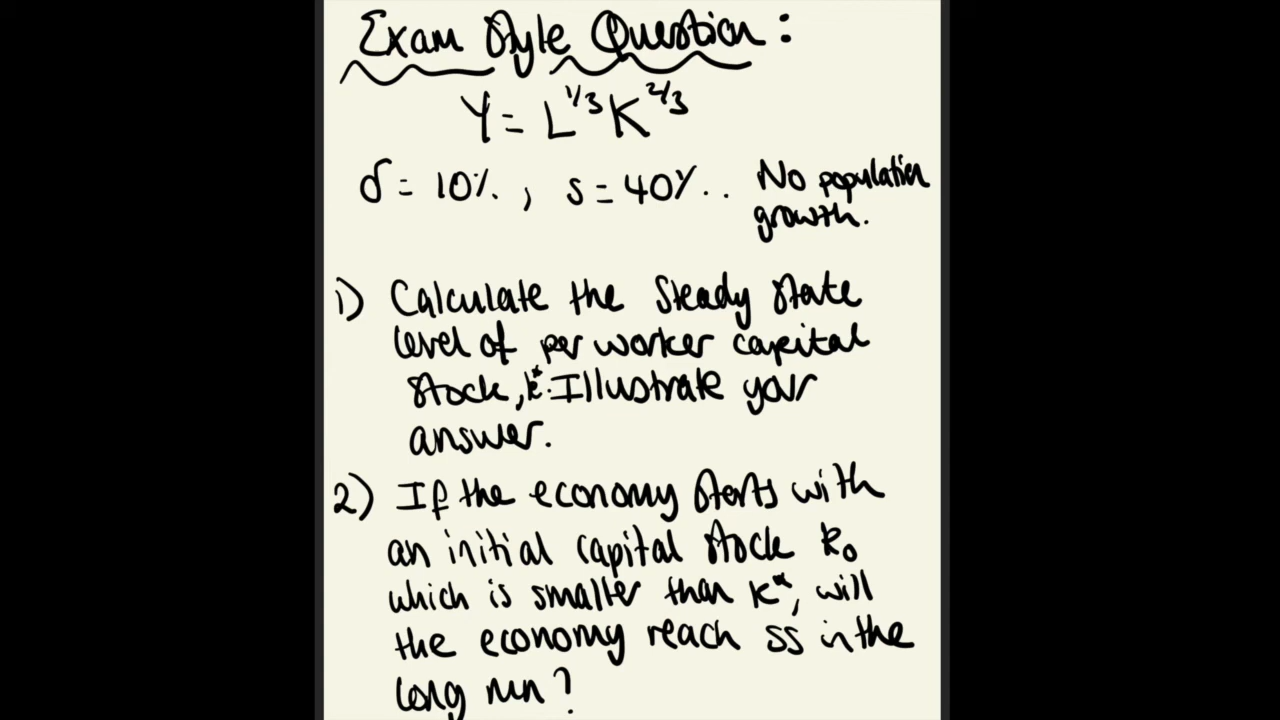 Exam Style Question:
Y = L^1/3 K^2/3
δ = 10%, s = 40%. . No population
growth.
1) Calculate the Steady State
level of per worker capital
stock, k*. Illustrate your
answer.
2) If the economy starts with
an initial capital stock k₀
which is smaller than k*, will
the economy reach ss in the
long run?